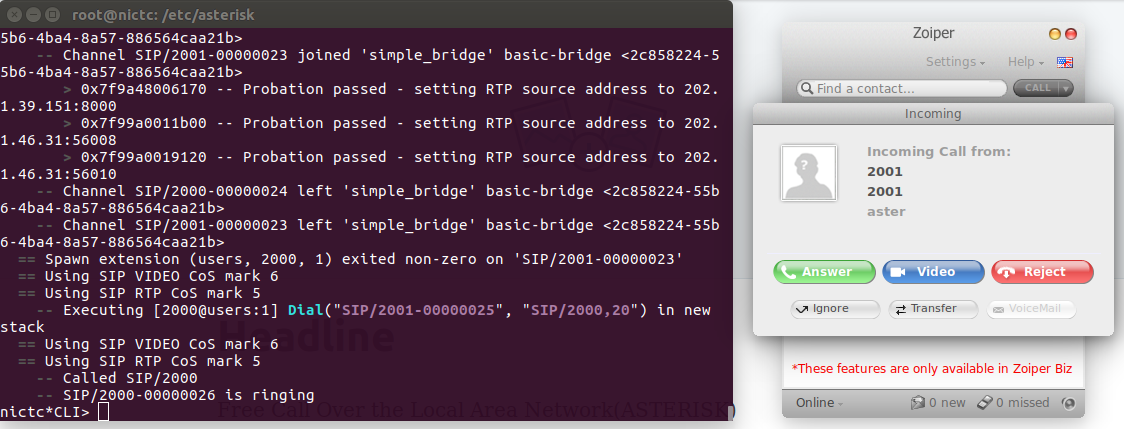 root@nictc: /etc/asterisk
5b6-4ba4-8a57-886564caa21b>
-- Channel SIP/2001-00000023 joined 'simple_bridge' basic-bridge <2c858224-5
5b6-4ba4-8a57-886564caa21b>
> 0x7f9a48006170 -- Probation passed - setting RTP source address to 202.
1.39.151:8000
> 0x7f99a0011b00 -- Probation passed - setting RTP source address to 202.
1.46.31:56008
> 0x7f99a0019120 -- Probation passed - setting RTP source address to 202.
1.46.31:56010
-- Channel SIP/2000-00000024 left 'simple_bridge' basic-bridge <2c858224-55b
6-4ba4-8a57-886564caa21b>
-- Channel SIP/2001-00000023 left 'simple_bridge' basic-bridge <2c858224-55b
6-4ba4-8a57-886564caa21b>
== Spawn extension (users, 2000, 1) exited non-zero on 'SIP/2001-00000023'
== Using SIP VIDEO CoS mark 6
== Using SIP RTP CoS mark 5
-- Executing [2000@users:1] Dial("SIP/2001-00000025", "SIP/2000,20") in new
stack
Headline
== Using SIP VIDEO CoS mark 6
== Using SIP RTP CoS mark 5
-- Called SIP/2000
-- SIP/2000-00000026 is ringing
nictc*CLI>
Free Call Over the Local Area Network(ASTERISK)
Zoiper
Settings
Help
Find a contact...
CALL
Incoming
Incoming Call from:
2001
2001
aster
Answer
Video
Reject
Ignore
Transfer
VoiceMail
*These features are only available in Zoiper Biz
Online
0 new
0 missed